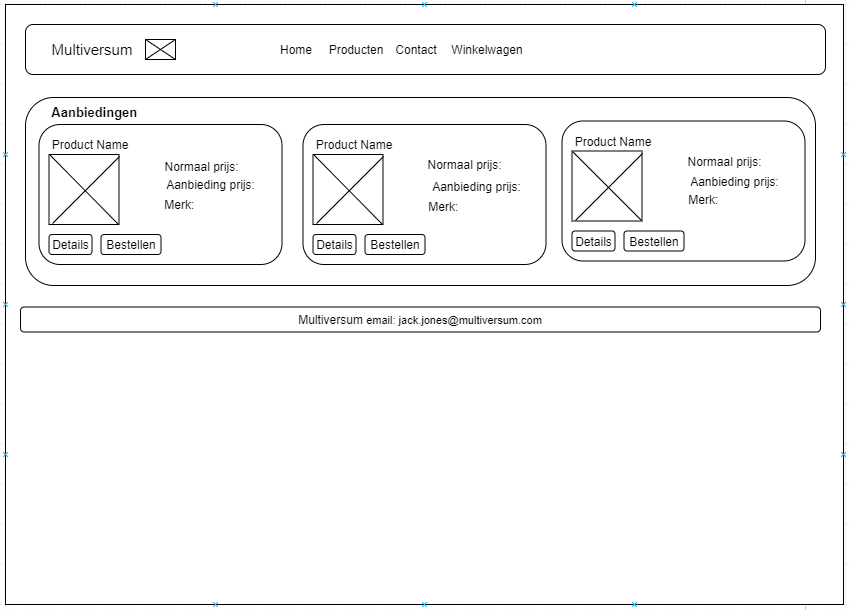 Multiversum
Home Producten Contact Winkelwagen
Aanbiedingen
Product Name
Normaal prijs:
Aanbieding prijs:
Merk:
Details Bestellen
Product Name
Normaal prijs:
Aanbieding prijs:
Merk:
Details Bestellen
Product Name
Normaal prijs:
Aanbieding prijs:
Merk:
Details Bestellen
Multiversum email: jack.jones@multiversum.com